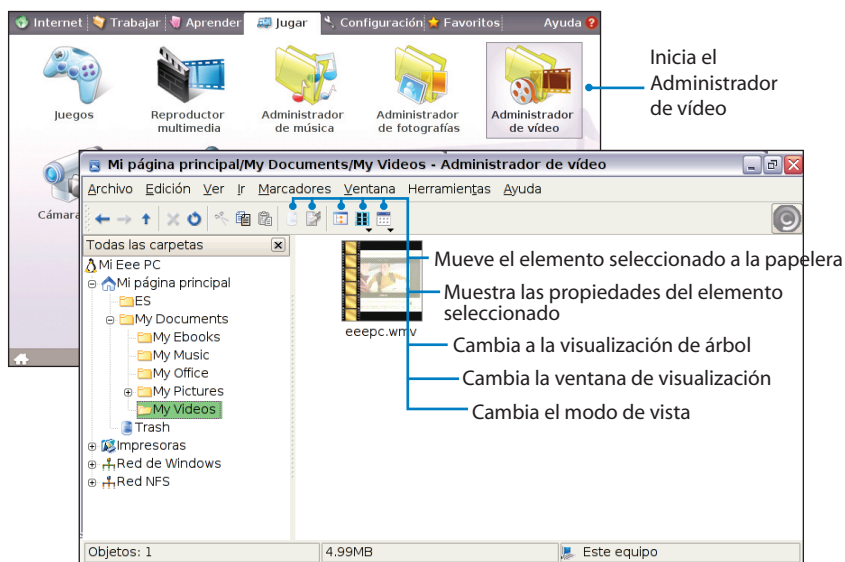 Internet Trabajar Aprender Jugar Configuración Favoritos Ayuda
Juegos
Reproductor
multimedia
Administrador
de música
Administrador
de fotografías
Administrador
de vídeo
Inicia el
Administrador
de vídeo
Cámara
Mi página principal/My Documents/My Videos - Administrador de vídeo
Archivo Edición Ver Ir Marcadores Ventana Herramientas Ayuda
Todas las carpetas
Mi Eee PC
Mi página principal
ES
My Documents
My Ebooks
My Music
My Office
My Pictures
My Videos
Trash
Impresoras
Red de Windows
Red NFS
eeepc.wmv
Mueve el elemento seleccionado a la papelera
Muestra las propiedades del elemento
seleccionado
Cambia a la visualización de árbol
Cambia la ventana de visualización
Cambia el modo de vista
Objetos: 1 4.99MB Este equipo